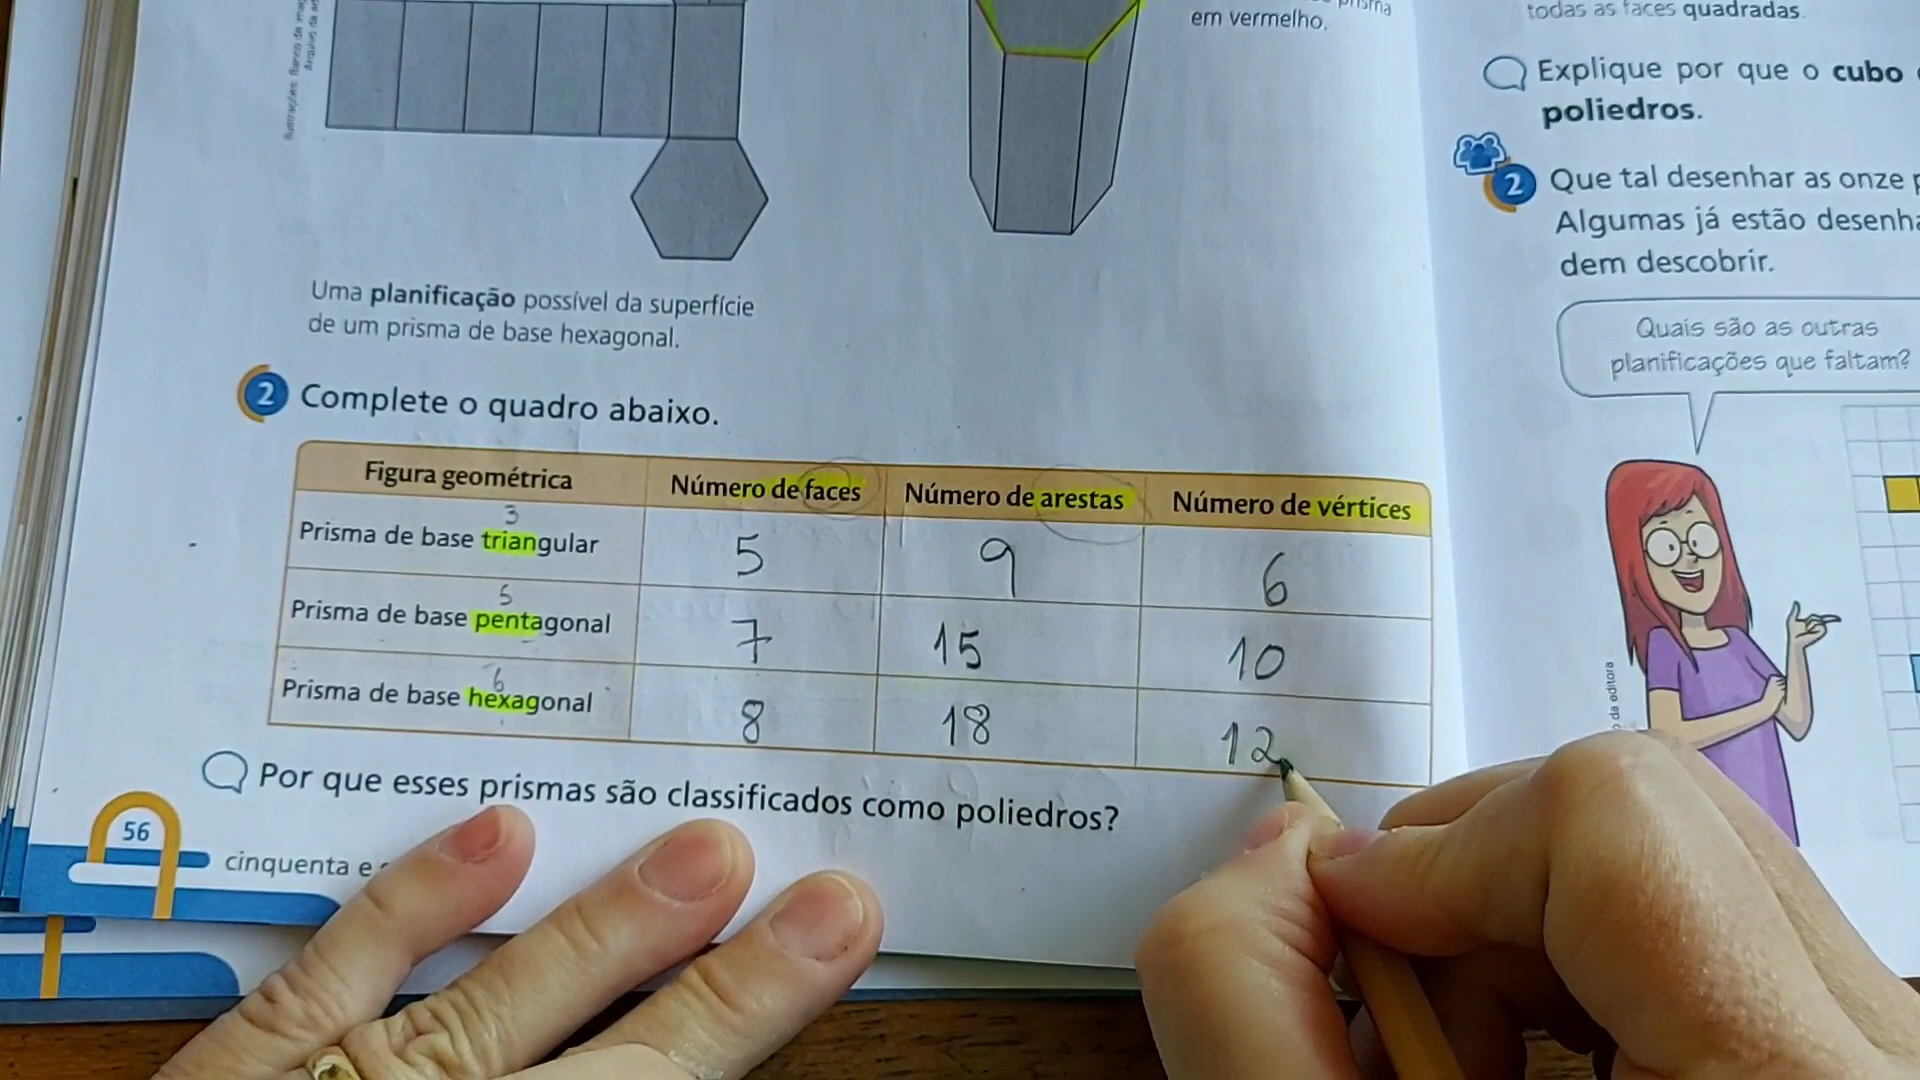 em vermelho.
todas as faces quadradas.
Uma planificação possível da superfície
de um prisma de base hexagonal.
2 Complete o quadro abaixo.
Figura geométrica Número de faces Número de arestas Número de vértices
3
Prisma de base triangular 5 9 6
5
Prisma de base pentagonal 7 15 10
6
Prisma de base hexagonal 8 18 12
Por que esses prismas são classificados como poliedros?
56
cinquenta e
Explique por que o cubo
poliedros.
2 Que tal desenhar as onze
Algumas já estão desenha
dem descobrir.
Quais são as outras
planificações que faltam?
da editora